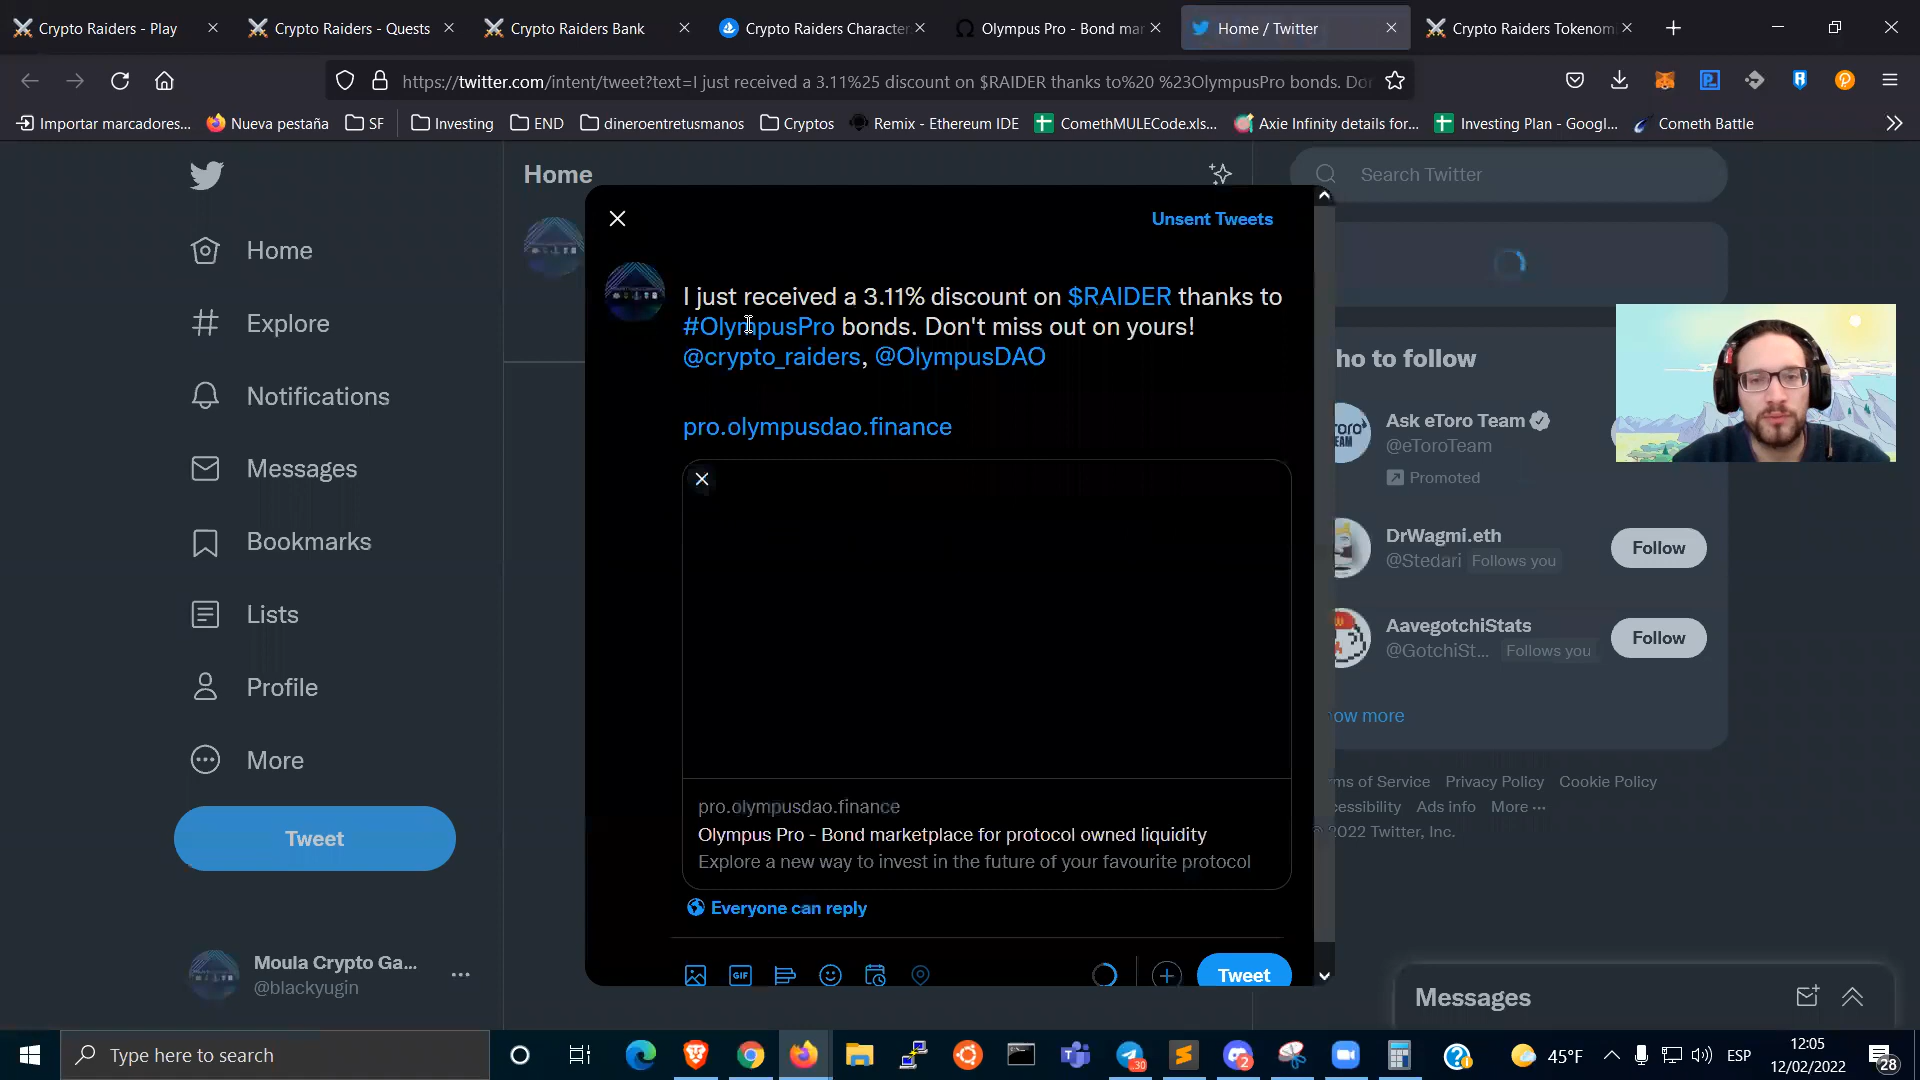 Crypto Raiders - Play
Crypto Raiders - Quests
Crypto Raiders Bank
Crypto Raiders Character
Olympus Pro - Bond mar
Home / Twitter
Crypto Raiders Tokenom
https://twitter.com/intent/tweet?text=I just received a 3.11%25 discount on $RAIDER thanks to%20 %23OlympusPro bonds. Do
Importar marcadores...
Nueva pestaña
SF
Investing
END
dineroentretusmanos
Cryptos
Remix - Ethereum IDE
ComethMULECode.xls...
Axie Infinity details for...
Investing Plan - Googl...
Cometh Battle
Home
Search Twitter
Unsent Tweets
Home
Explore
Notifications
Messages
Bookmarks
Lists
Profile
More
Tweet
Moula Crypto Ga...
@blackyugin
I just received a 3.11% discount on $RAIDER thanks to
#OlympusPro bonds. Don't miss out on yours!
@crypto_raiders, @OlympusDAO
pro.olympusdao.finance
pro.olympusdao.finance
Olympus Pro - Bond marketplace for protocol owned liquidity
Explore a new way to invest in the future of your favourite protocol
Everyone can reply
GIF
Tweet
ho to follow
Ask eToro Team
@eToroTeam
Promoted
DrWagmi.eth
@Stedari Follows you
Follow
AavegotchiStats
@GotchiSt... Follows you
Follow
ow more
ms of Service Privacy Policy Cookie Policy
cessibility Ads info More ...
2022 Twitter, Inc.
Messages
Type here to search
30
2
45°F
ESP
12:05
12/02/2022
28